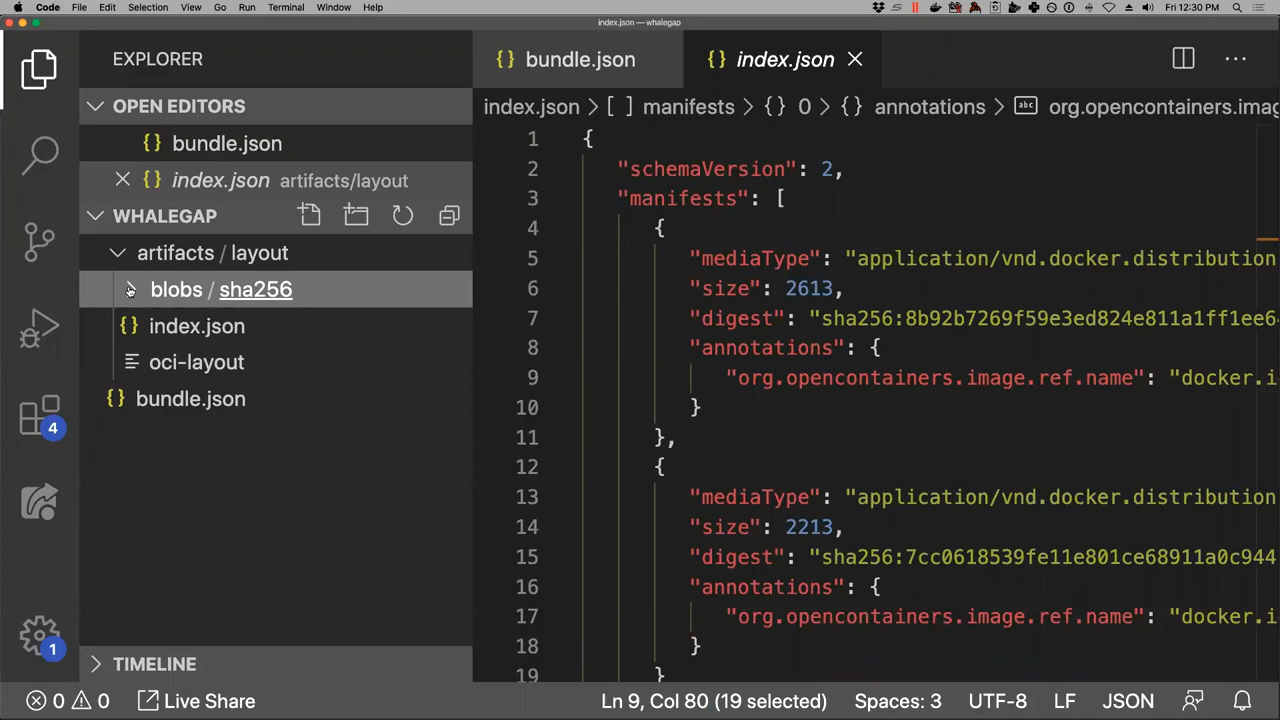 Code File Edit Selection View Go Run Terminal Window Help Fri 12:30 PM
index.json — whalegap
EXPLORER
OPEN EDITORS
bundle.json
index.json artifacts/layout
WHALEGAP
artifacts / layout
blobs / sha256
index.json
oci-layout
bundle.json
TIMELINE
4
1
bundle.json index.json
index.json > [ ] manifests > {} 0 > {} annotations > abc org.opencontainers.imag
1 {
2 "schemaVersion": 2,
3 "manifests": [
4 {
5 "mediaType": "application/vnd.docker.distribution
6 "size": 2613,
7 "digest": "sha256:8b92b7269f59e3ed824e811a1ff1ee6
8 "annotations": {
9 "org.opencontainers.image.ref.name": "docker.i
10 }
11 },
12 {
13 "mediaType": "application/vnd.docker.distribution
14 "size": 2213,
15 "digest": "sha256:7cc0618539fe11e801ce68911a0c944
16 "annotations": {
17 "org.opencontainers.image.ref.name": "docker.i
18 }
19 }
0 0 Live Share Ln 9, Col 80 (19 selected) Spaces: 3 UTF-8 LF JSON